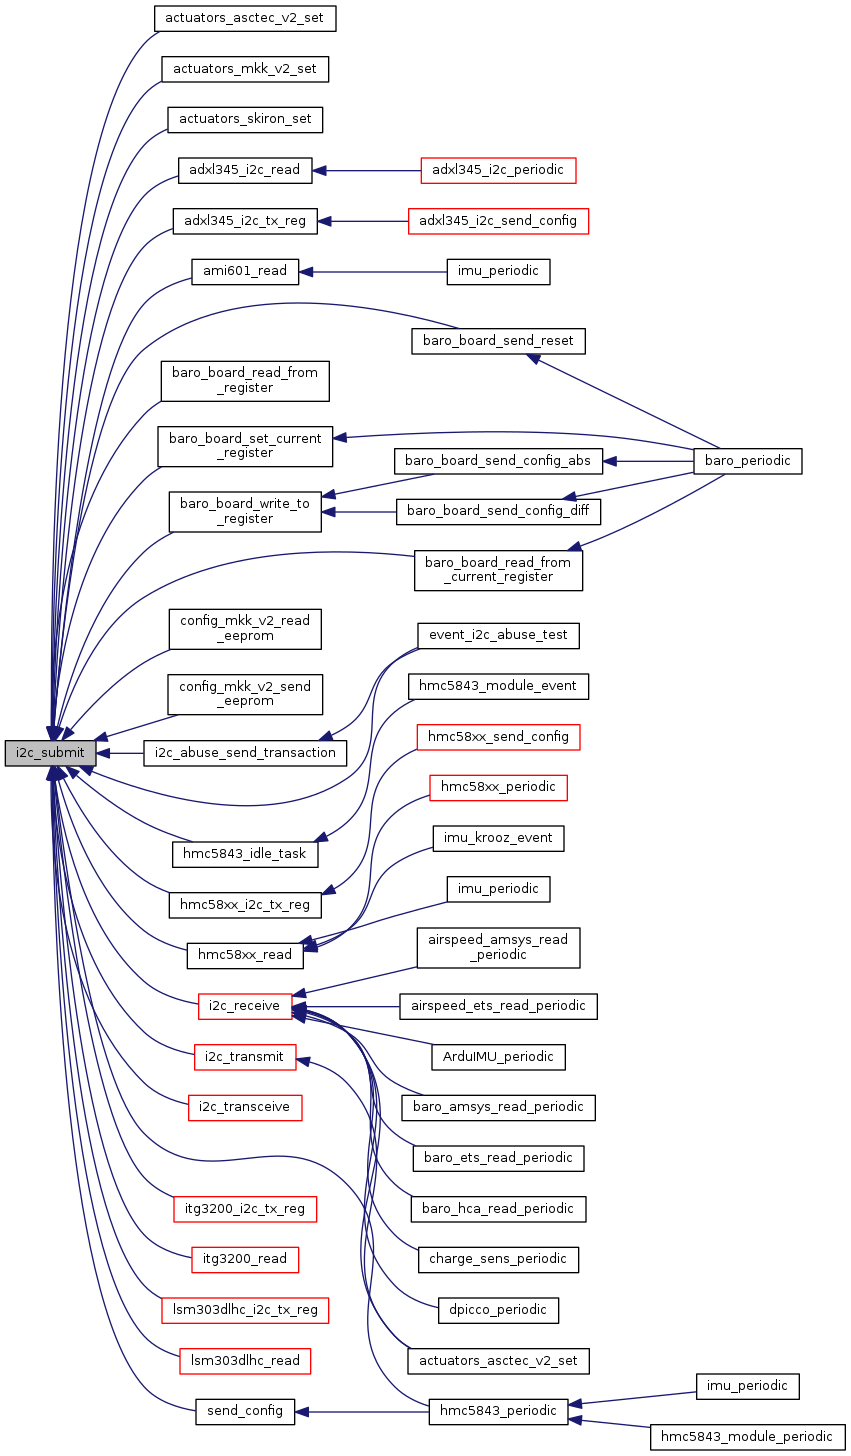 actuators_asctec_v2_set
actuators_mkk_v2_set
actuators_skiron_set
adxl345_i2c_read
adxl345_i2c_periodic
adxl345_i2c_tx_reg
adxl345_i2c_send_config
ami601_read
imu_periodic
baro_board_send_reset
baro_board_read_from
_register
baro_board_set_current
_register
baro_board_send_config_abs
baro_periodic
baro_board_write_to
_register
baro_board_send_config_diff
baro_board_read_from
_current_register
config_mkk_v2_read
_eeprom
event_i2c_abuse_test
config_mkk_v2_send
_eeprom
hmc5843_module_event
i2c_submit
i2c_abuse_send_transaction
hmc58xx_send_config
hmc58xx_periodic
hmc5843_idle_task
imu_krooz_event
hmc58xx_i2c_tx_reg
imu_periodic
hmc58xx_read
airspeed_amsys_read
_periodic
i2c_receive
airspeed_ets_read_periodic
i2c_transmit
ArduIMU_periodic
i2c_transceive
baro_amsys_read_periodic
baro_ets_read_periodic
itg3200_i2c_tx_reg
baro_hca_read_periodic
itg3200_read
charge_sens_periodic
lsm303dlhc_i2c_tx_reg
dpicco_periodic
lsm303dlhc_read
actuators_asctec_v2_set
send_config
hmc5843_periodic
imu_periodic
hmc5843_module_periodic